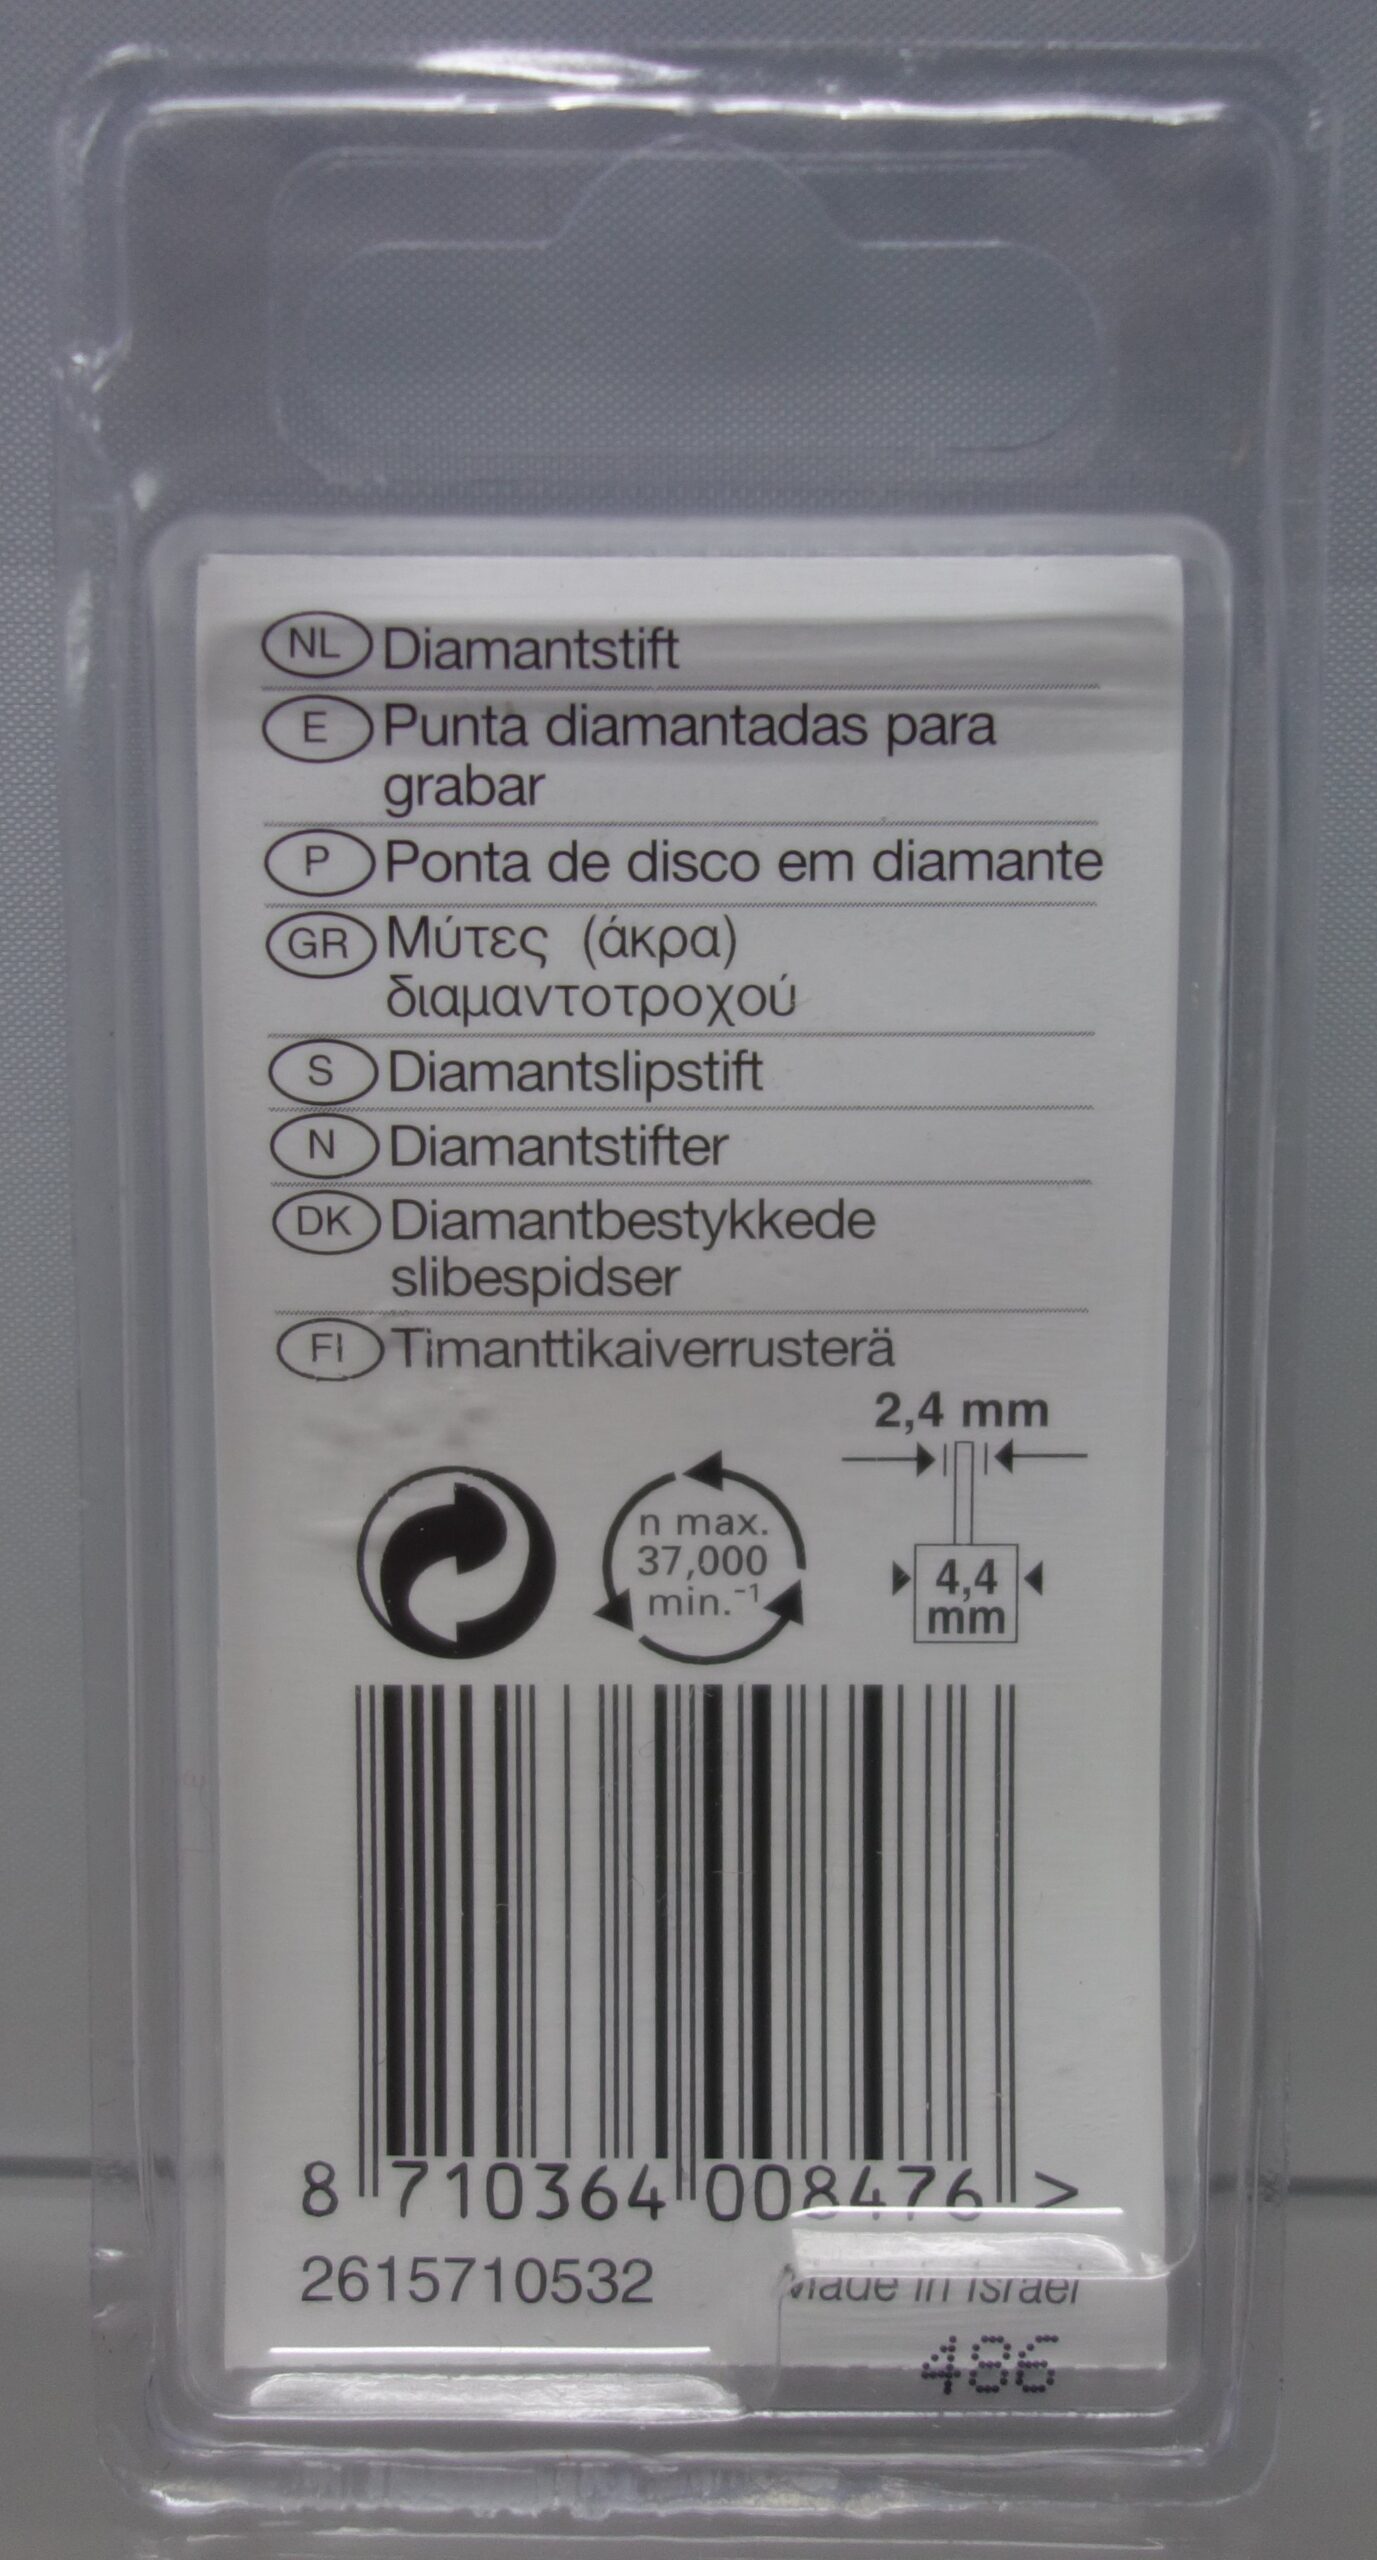 NL Diamantstift
E Punta diamantadas para
grabar
P Ponta de disco em diamante
GR Μύτες (άκρα)
διαμαντοτροχού
S Diamantslipstift
N Diamantstifter
DK Diamantbestykkede
slibespidser
FI Timanttikaiverrusterä
2,4 mm
n max.
37,000
min.⁻¹
4,4
mm
8 710364 008476 >
2615710532 Made in Israel
486